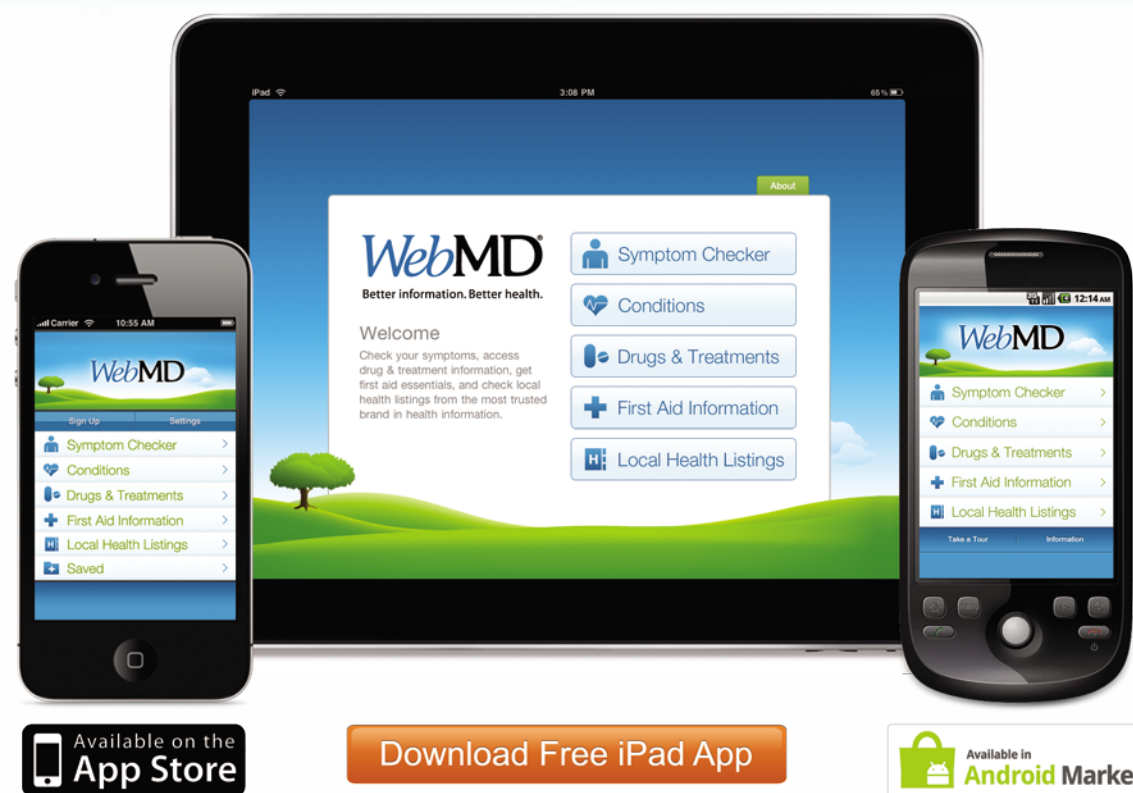 iPad
3:08 PM
65%
About
WebMD®
Better information. Better health.
Welcome
Check your symptoms, access
drug & treatment information, get
first aid essentials, and check local
health listings from the most trusted
brand in health information.
Symptom Checker
Conditions
Drugs & Treatments
First Aid Information
Local Health Listings
Carrier
10:55 AM
WebMD
Sign Up
Settings
Symptom Checker
Conditions
Drugs & Treatments
First Aid Information
Local Health Listings
Saved
3G
12:14 AM
WebMD
Symptom Checker
Conditions
Drugs & Treatments
First Aid Information
Local Health Listings
Take a Tour
Information
Available on the
App Store
Download Free iPad App
Available in
Android Marke